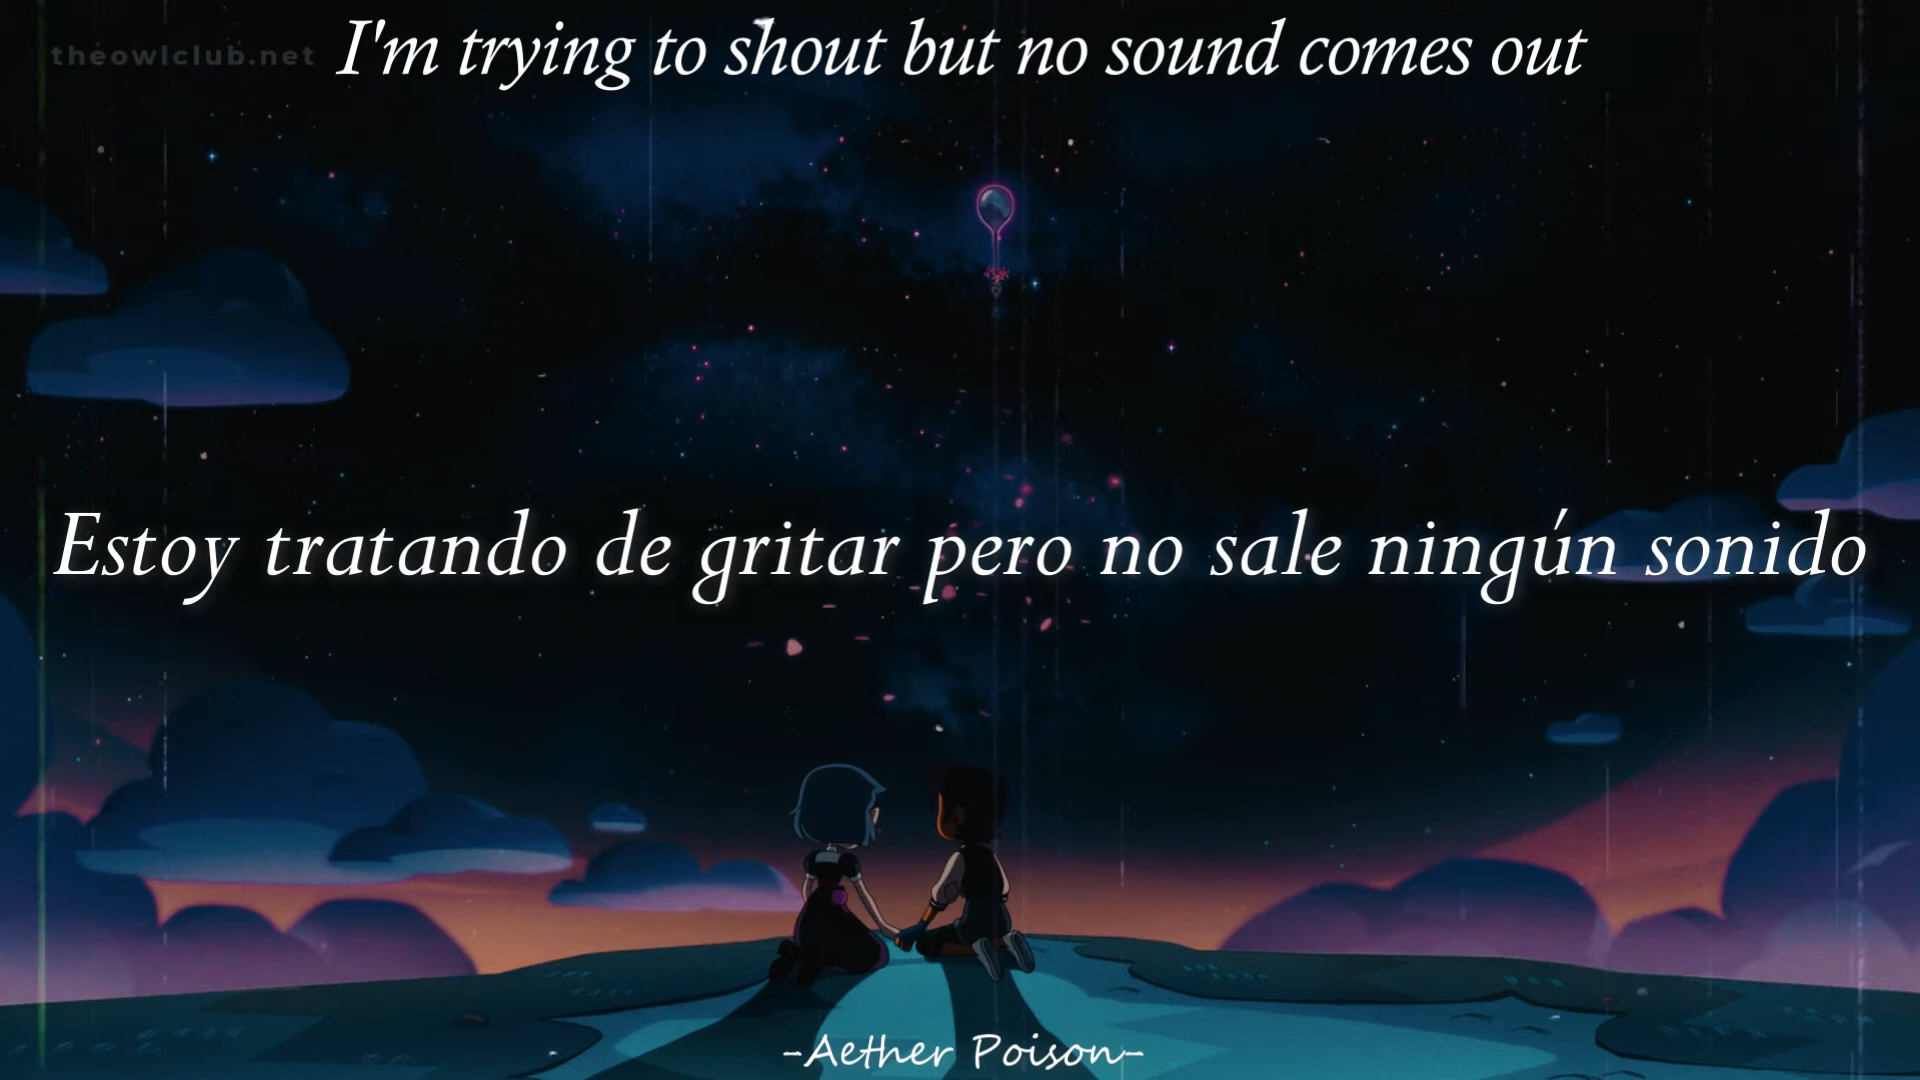 theowlclub.net
I'm trying to shout but no sound comes out
Estoy tratando de gritar pero no sale ningún sonido
-Aether Poison-